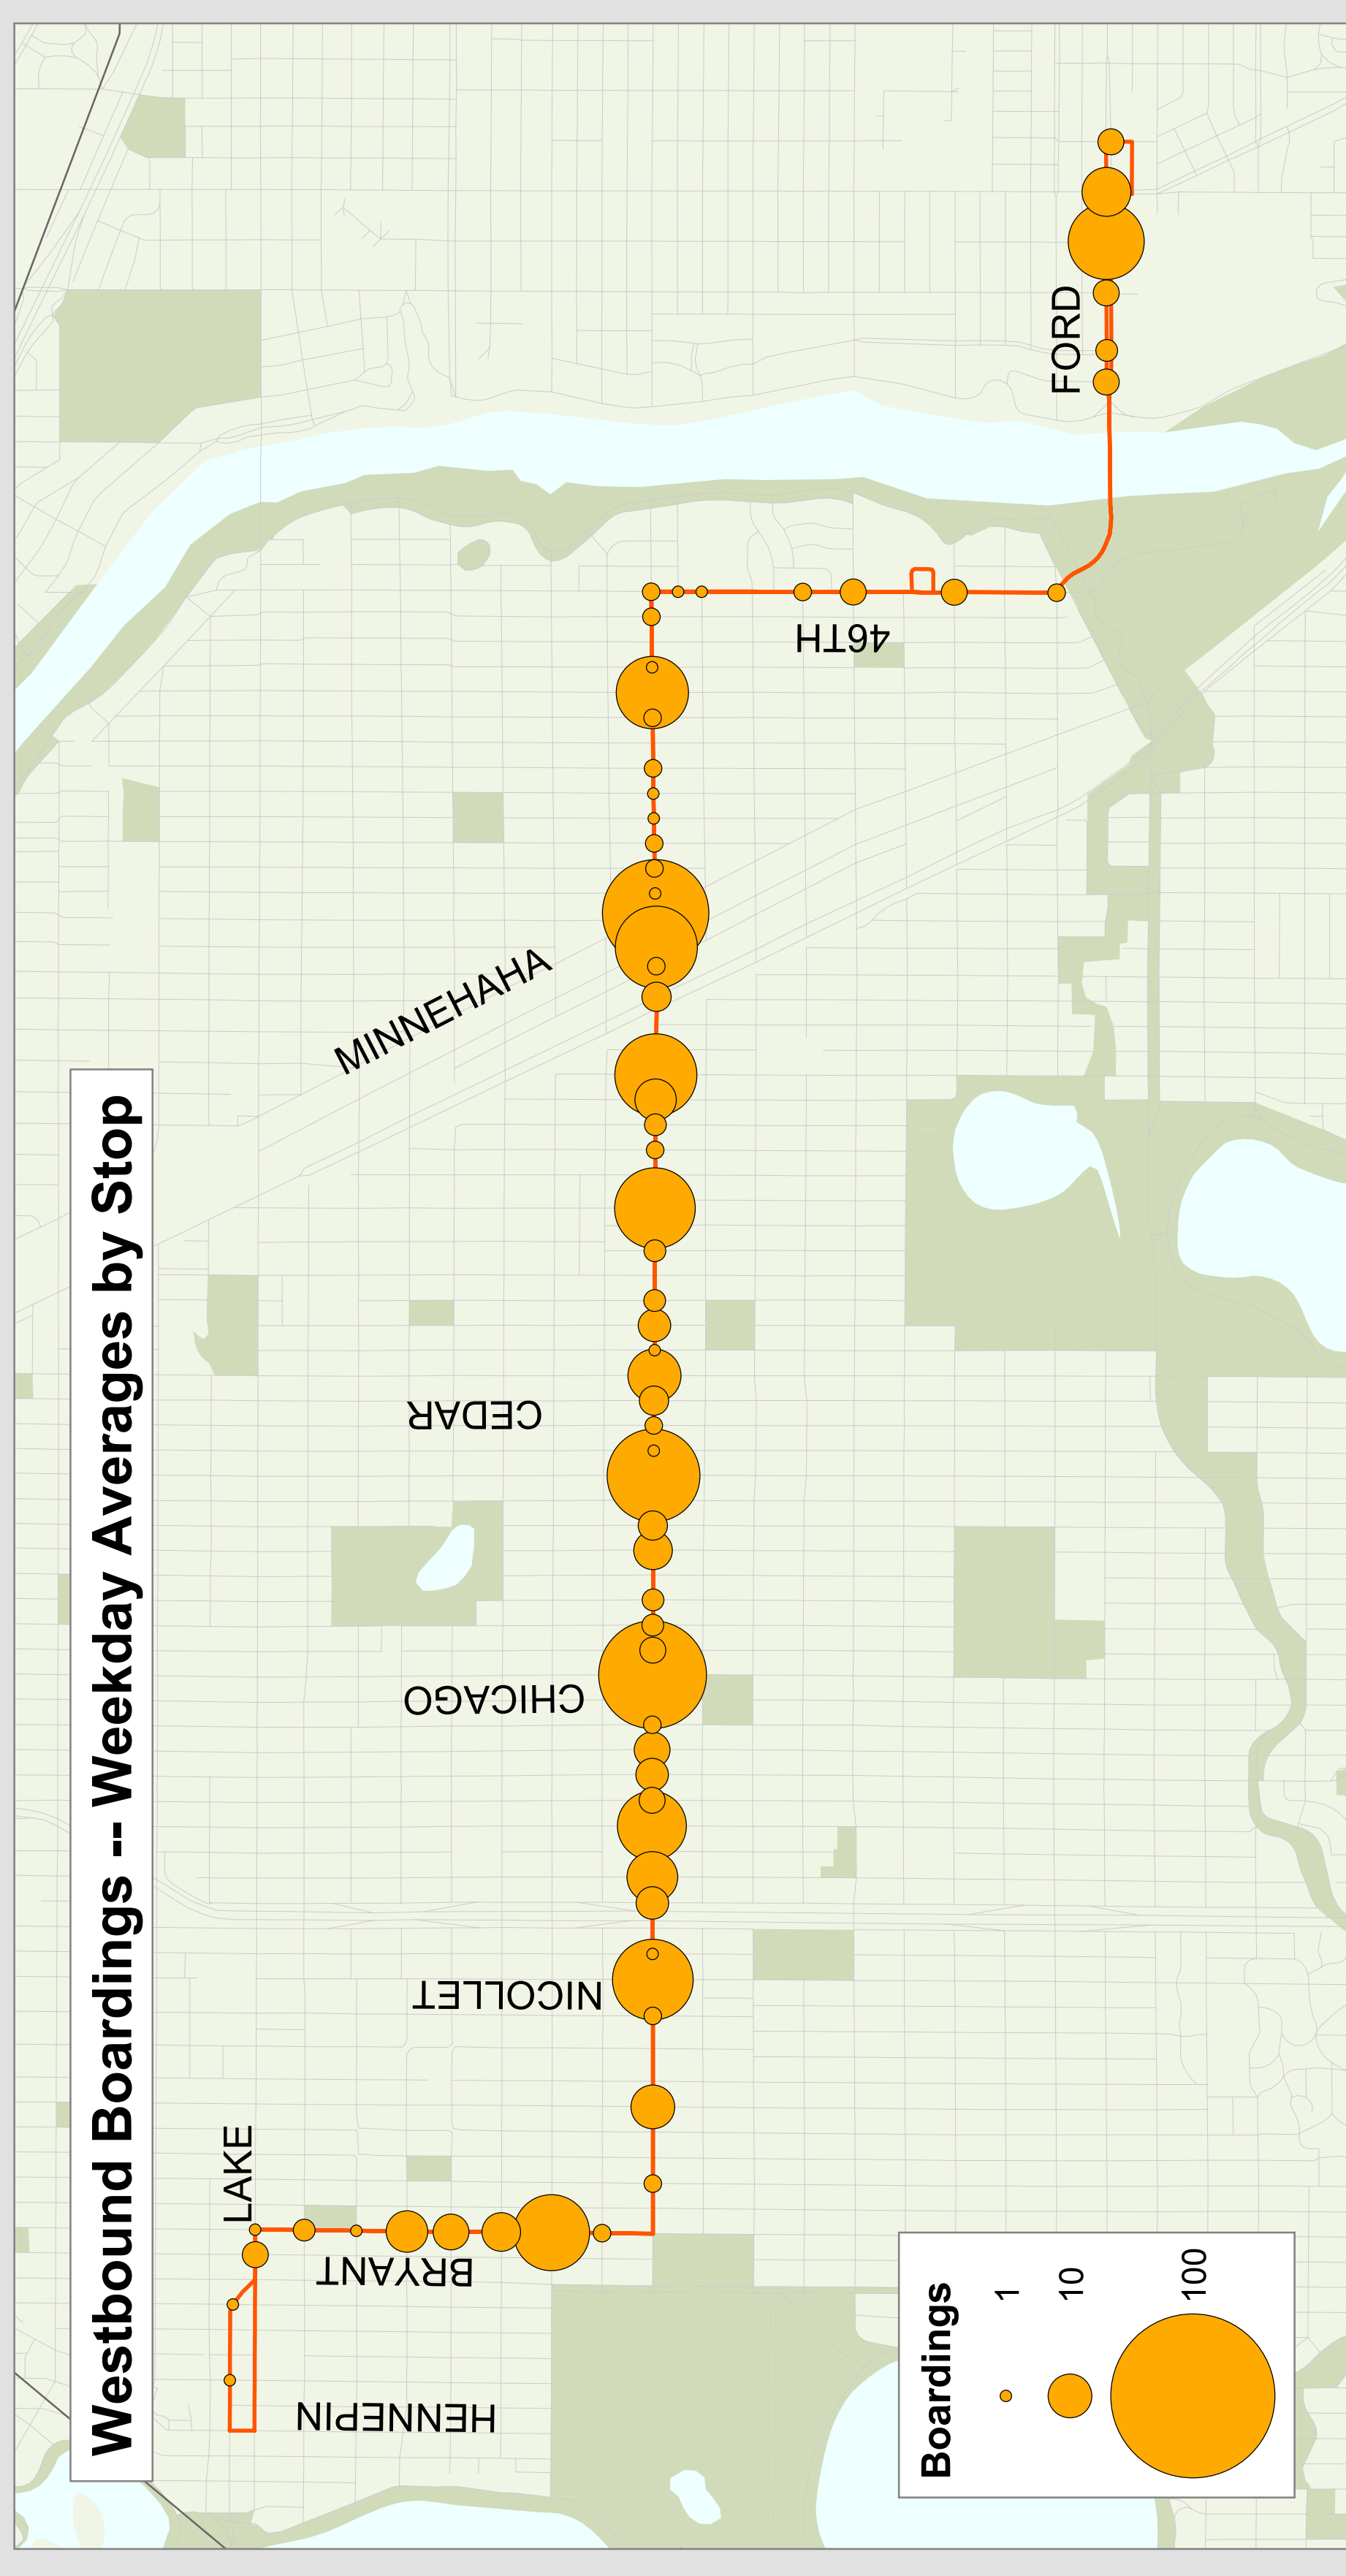 Westbound Boardings -- Weekday Averages by Stop
LAKE
HENNEPIN
BRYANT
NICOLLET
CHICAGO
CEDAR
MINNEHAHA
46TH
FORD
Boardings
1
10
100